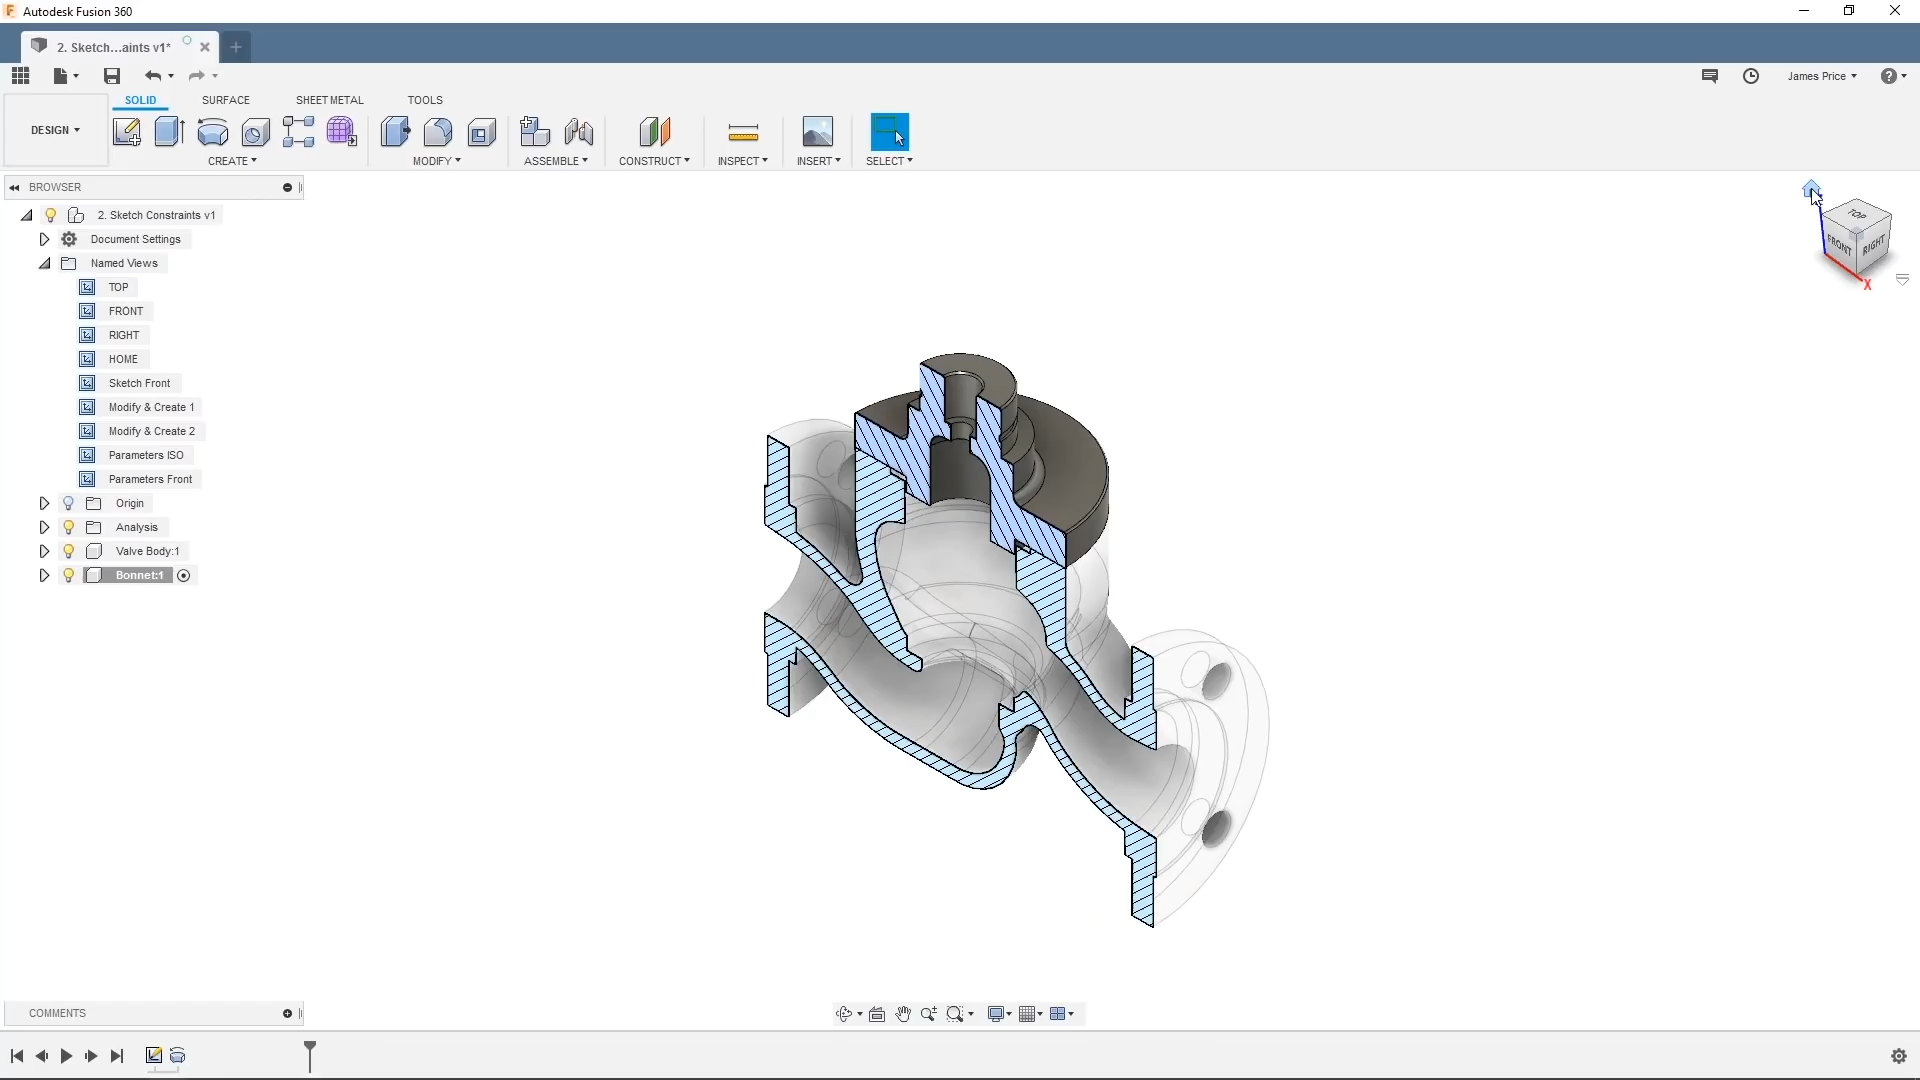 Autodesk Fusion 360
2. Sketch...aints v1*
James Price
DESIGN
SOLID
SURFACE
SHEET METAL
TOOLS
CREATE
MODIFY
ASSEMBLE
CONSTRUCT
INSPECT
INSERT
SELECT
BROWSER
2. Sketch Constraints v1
Document Settings
Named Views
TOP
FRONT
RIGHT
HOME
Sketch Front
Modify & Create 1
Modify & Create 2
Parameters ISO
Parameters Front
Origin
Analysis
Valve Body:1
Bonnet:1
TOP
FRONT
RIGHT
X
COMMENTS